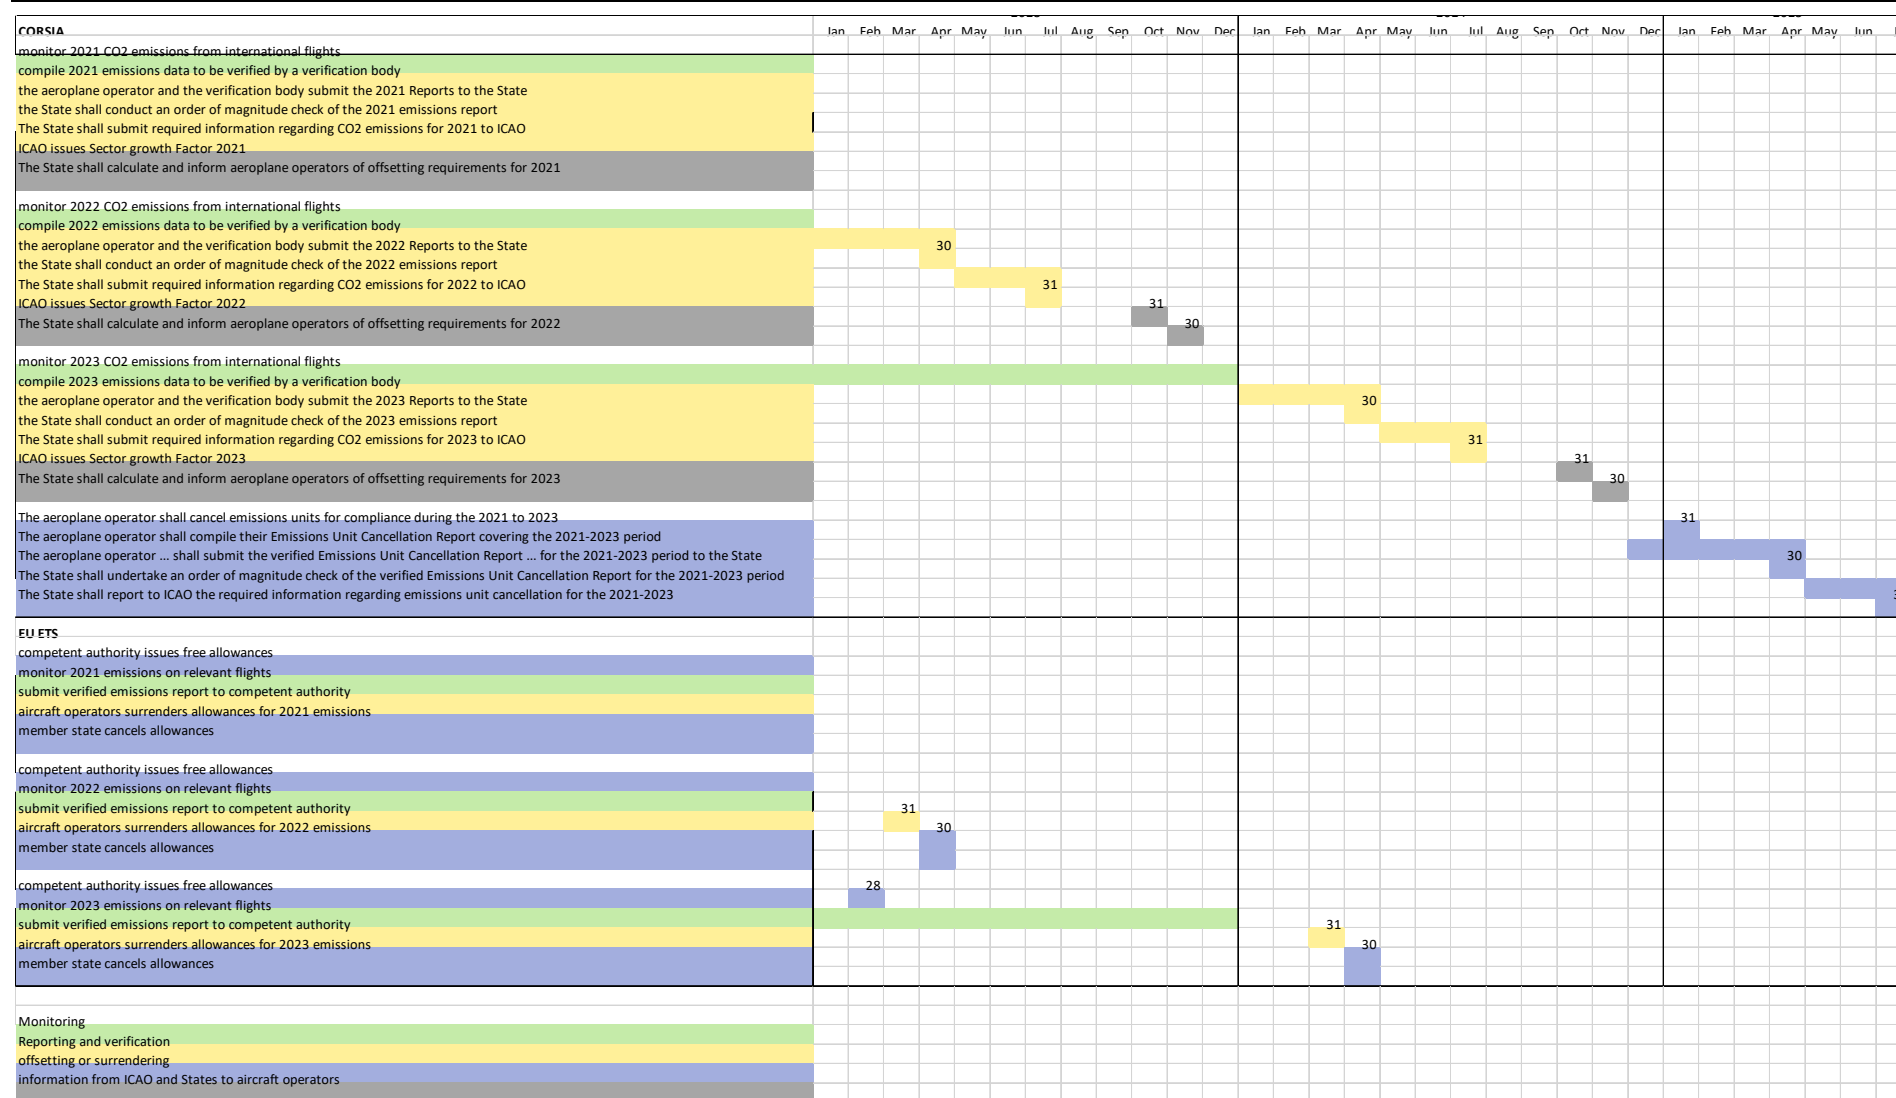 CORSIA Jan Feb Mar Apr May Jun Jul Aug Sep Oct Nov Dec Jan Feb Mar Apr May Jun Jul Aug Sep Oct Nov Dec Jan Feb Mar Apr May Jun
monitor 2021 CO2 emissions from international flights
compile 2021 emissions data to be verified by a verification body
the aeroplane operator and the verification body submit the 2021 Reports to the State
the State shall conduct an order of magnitude check of the 2021 emissions report
The State shall submit required information regarding CO2 emissions for 2021 to ICAO
ICAO issues Sector growth Factor 2021
The State shall calculate and inform aeroplane operators of offsetting requirements for 2021
monitor 2022 CO2 emissions from international flights
compile 2022 emissions data to be verified by a verification body
the aeroplane operator and the verification body submit the 2022 Reports to the State 30
the State shall conduct an order of magnitude check of the 2022 emissions report
The State shall submit required information regarding CO2 emissions for 2022 to ICAO 31
ICAO issues Sector growth Factor 2022 31
The State shall calculate and inform aeroplane operators of offsetting requirements for 2022 30
monitor 2023 CO2 emissions from international flights
compile 2023 emissions data to be verified by a verification body
the aeroplane operator and the verification body submit the 2023 Reports to the State 30
the State shall conduct an order of magnitude check of the 2023 emissions report
The State shall submit required information regarding CO2 emissions for 2023 to ICAO 31
ICAO issues Sector growth Factor 2023 31
The State shall calculate and inform aeroplane operators of offsetting requirements for 2023 30
The aeroplane operator shall cancel emissions units for compliance during the 2021 to 2023 31
The aeroplane operator shall compile their Emissions Unit Cancellation Report covering the 2021-2023 period
The aeroplane operator ... shall submit the verified Emissions Unit Cancellation Report ... for the 2021-2023 period to the State 30
The State shall undertake an order of magnitude check of the verified Emissions Unit Cancellation Report for the 2021-2023 period
The State shall report to ICAO the required information regarding emissions unit cancellation for the 2021-2023
EU ETS
competent authority issues free allowances
monitor 2021 emissions on relevant flights
submit verified emissions report to competent authority
aircraft operators surrenders allowances for 2021 emissions
member state cancels allowances
competent authority issues free allowances
monitor 2022 emissions on relevant flights
submit verified emissions report to competent authority 31
aircraft operators surrenders allowances for 2022 emissions 30
member state cancels allowances
competent authority issues free allowances 28
monitor 2023 emissions on relevant flights
submit verified emissions report to competent authority 31
aircraft operators surrenders allowances for 2023 emissions 30
member state cancels allowances
Monitoring
Reporting and verification
offsetting or surrendering
information from ICAO and States to aircraft operators